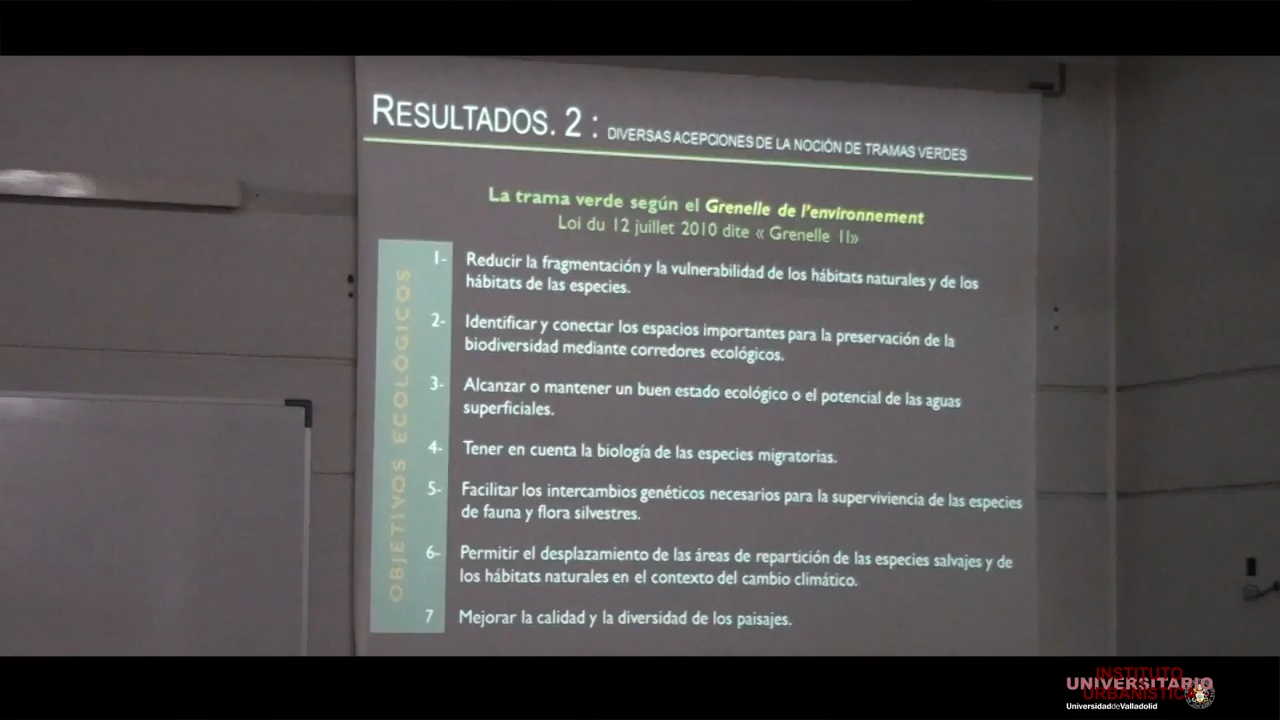 RESULTADOS. 2 : DIVERSAS ACEPCIONES DE LA NOCIÓN DE TRAMAS VERDES
La trama verde según el Grenelle de l'environnement
Loi du 12 juillet 2010 dite « Grenelle II»
OBJETIVOS ECOLOGICOS
1- Reducir la fragmentación y la vulnerabilidad de los hábitats naturales y de los
hábitats de las especies.
2- Identificar y conectar los espacios importantes para la preservación de la
biodiversidad mediante corredores ecológicos.
3- Alcanzar o mantener un buen estado ecológico o el potencial de las aguas
superficiales.
4- Tener en cuenta la biología de las especies migratorias.
5- Facilitar los intercambios genéticos necesarios para la superviviencia de las especies
de fauna y flora silvestres.
6- Permitir el desplazamiento de las áreas de repartición de las especies salvajes y de
los hábitats naturales en el contexto del cambio climático.
7 Mejorar la calidad y la diversidad de los paisajes.
INSTITUTO
UNIVERSITARIO
URBANÍSTICA
UniversidaddeValladolid